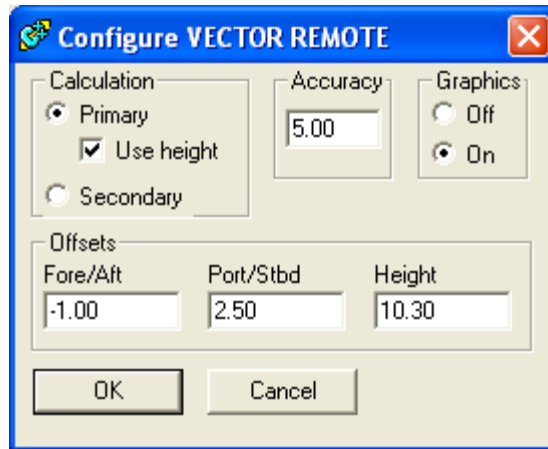 Configure VECTOR REMOTE
Calculation
Primary
Use height
Secondary
Accuracy
5.00
Graphics
Off
On
Offsets
Fore/Aft Port/Stbd Height
-1.00 2.50 10.30
OK Cancel